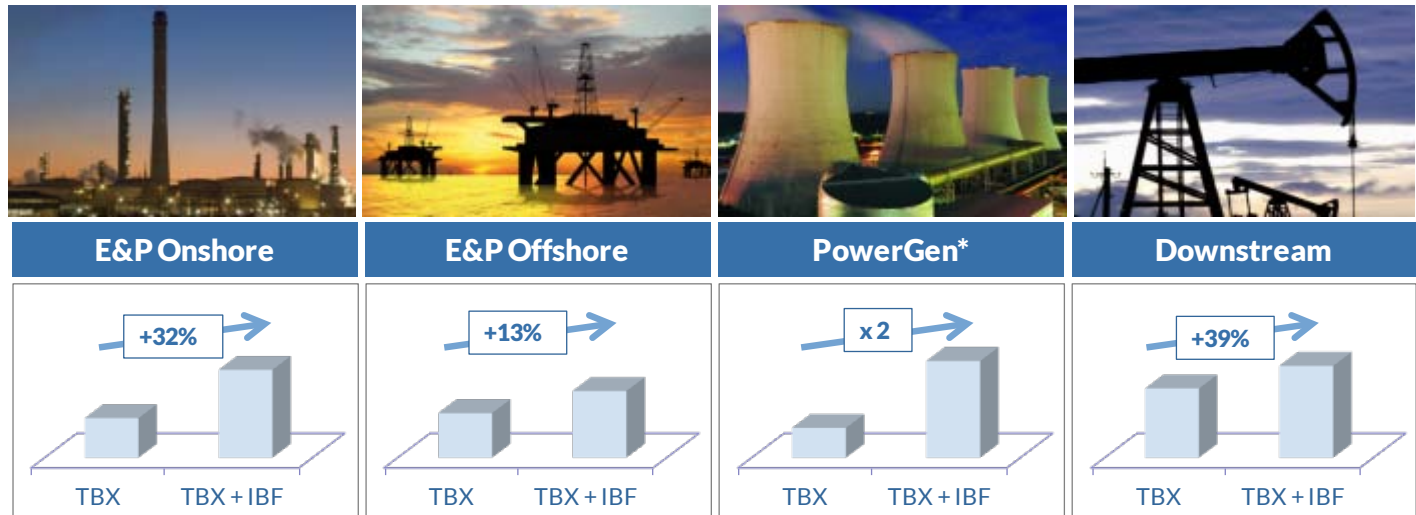 E&P Onshore
E&P Offshore
PowerGen*
Downstream
+32%
+13%
x 2
+39%
TBX
TBX + IBF
TBX
TBX + IBF
TBX
TBX + IBF
TBX
TBX + IBF